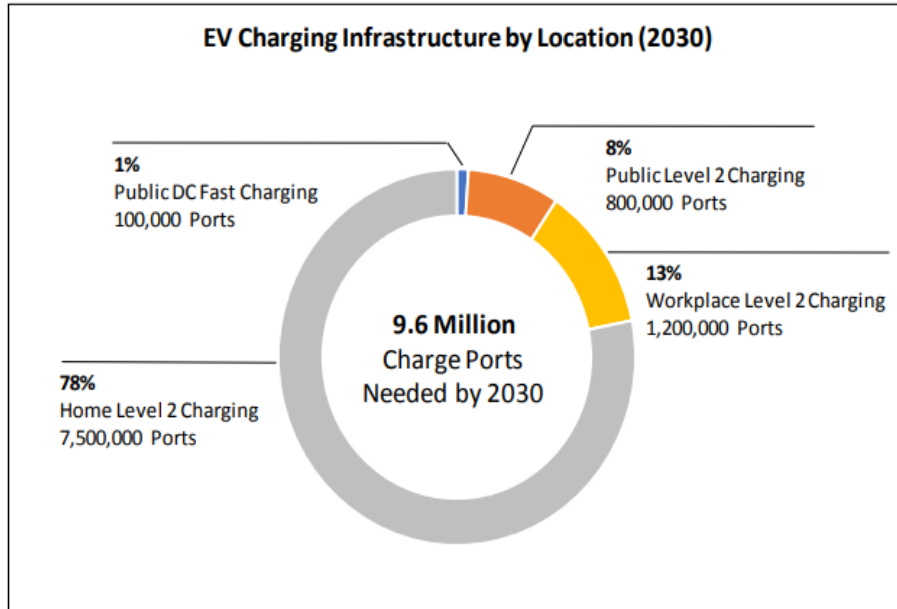 EV Charging Infrastructure by Location (2030)
1%
Public DC Fast Charging
100,000 Ports
8%
Public Level 2 Charging
800,000 Ports
13%
Workplace Level 2 Charging
1,200,000 Ports
9.6 Million
Charge Ports
Needed by 2030
78%
Home Level 2 Charging
7,500,000 Ports